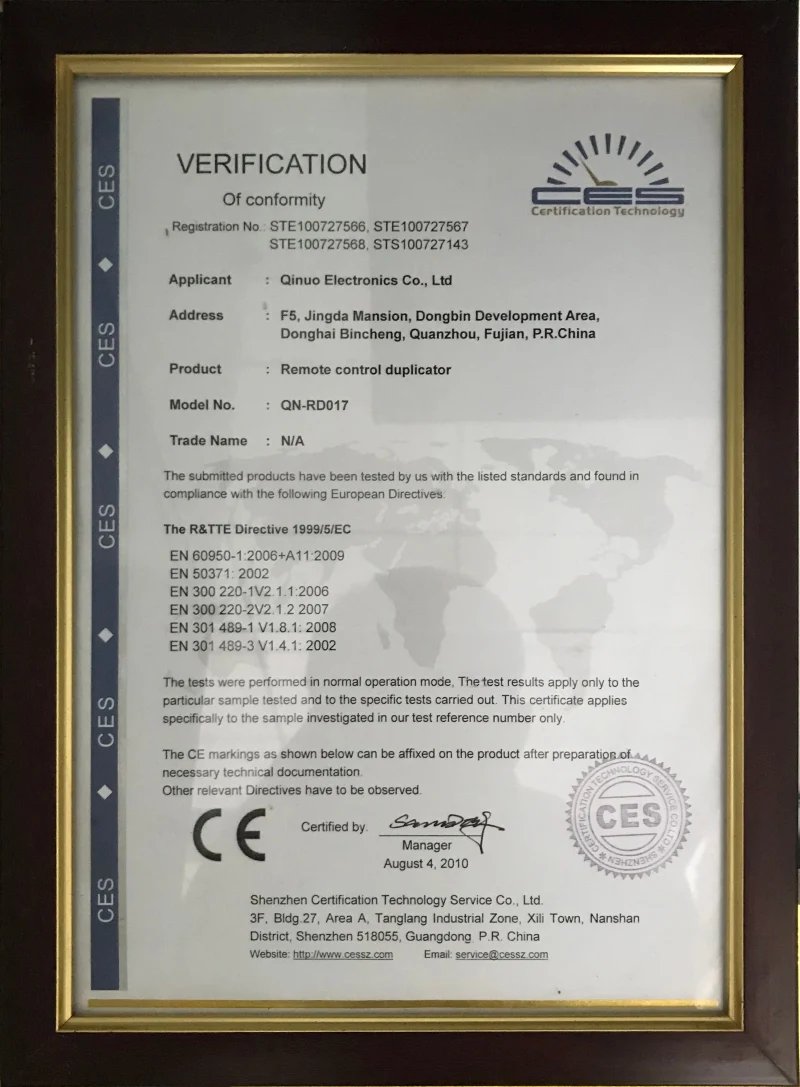 CES
Certification Technology
VERIFICATION
Of conformity
Registration No.: STE100727566, STE100727567
STE100727568, STS100727143
Applicant : Qinuo Electronics Co., Ltd
Address : F5, Jingda Mansion, Dongbin Development Area,
Donghai Bincheng, Quanzhou, Fujian, P.R.China
Product : Remote control duplicator
Model No. : QN-RD017
Trade Name : N/A
The submitted products have been tested by us with the listed standards and found in
compliance with the following European Directives:
The R&TTE Directive 1999/5/EC
EN 60950-1:2006+A11:2009
EN 50371: 2002
EN 300 220-1V2.1.1:2006
EN 300 220-2V2.1.2 2007
EN 301 489-1 V1.8.1: 2008
EN 301 489-3 V1.4.1: 2002
The tests were performed in normal operation mode, The test results apply only to the
particular sample tested and to the specific tests carried out. This certificate applies
specifically to the sample investigated in our test reference number only.
The CE markings as shown below can be affixed on the product after preparation of
necessary technical documentation.
Other relevant Directives have to be observed.
CE
Certified by.
Manager
August 4, 2010
CERTIFICATION TECHNOLOGY SERVICE CO LTD
CES
SHENZHEN
Shenzhen Certification Technology Service Co., Ltd.
3F, Bldg.27, Area A, Tanglang Industrial Zone, Xili Town, Nanshan
District, Shenzhen 518055, Guangdong, P.R. China
Website: http://www.cessz.com Email: service@cessz.com
CES
CES
CES
CES
CES